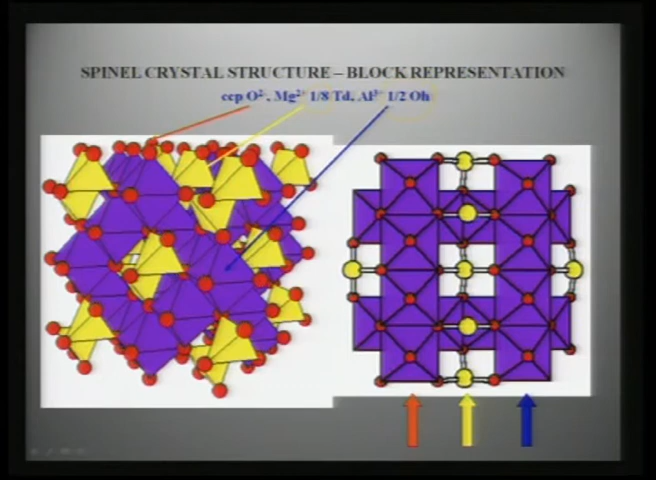 SPINEL CRYSTAL STRUCTURE – BLOCK REPRESENTATION
ccp O²⁻, Mg²⁺ 1/8 Td, Al³⁺ 1/2 Oh